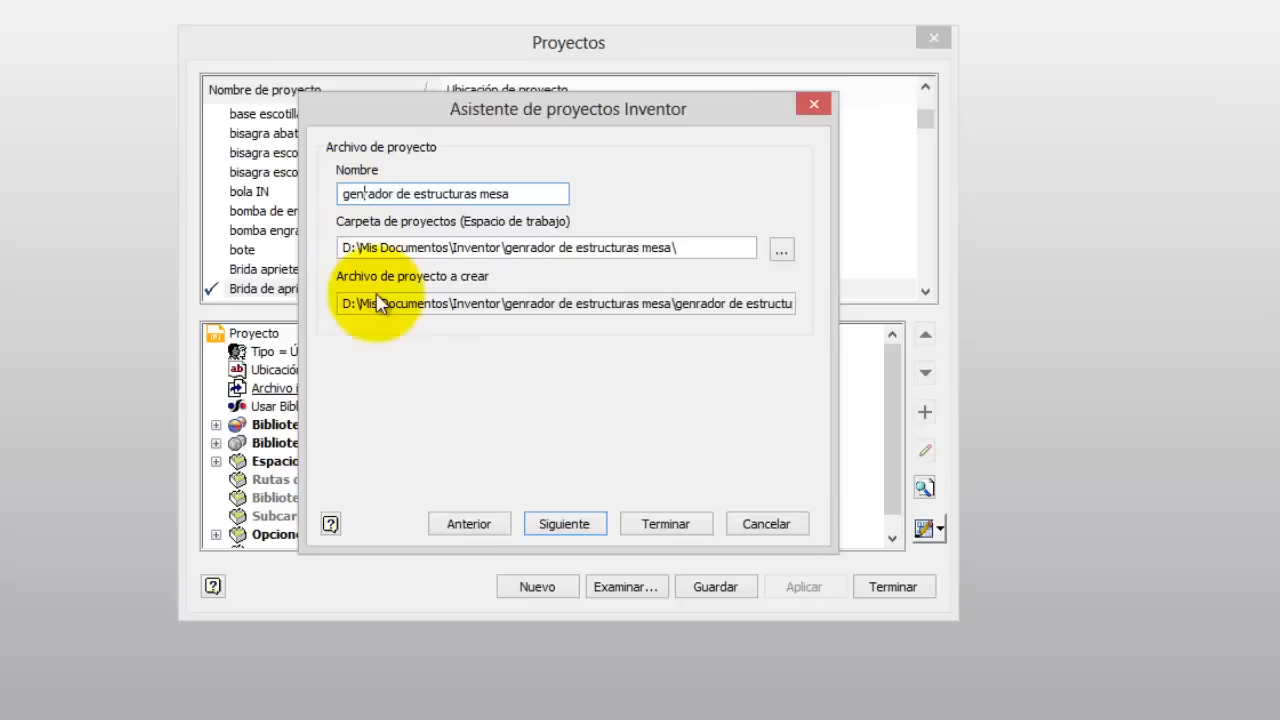 Proyectos
Nombre de proyecto / Ubicación de proyecto
base escotill
bisagra abat
bisagra esco
bisagra esco
bola IN
bomba de en
bomba engra
bote
Brida apriete
Brida de apri
Asistente de proyectos Inventor
Archivo de proyecto
Nombre
genrador de estructuras mesa
Carpeta de proyectos (Espacio de trabajo)
D:\Mis Documentos\Inventor\genrador de estructuras mesa\
...
Archivo de proyecto a crear
D:\Mis Documentos\Inventor\genrador de estructuras mesa\genrador de estructu
Anterior
Siguiente
Terminar
Cancelar
Proyecto
Tipo = Ú
Ubicación
Archivo i
Usar Bibl
Bibliote
Bibliote
Espacio
Rutas d
Bibliote
Subcar
Opcione
Nuevo
Examinar...
Guardar
Aplicar
Terminar